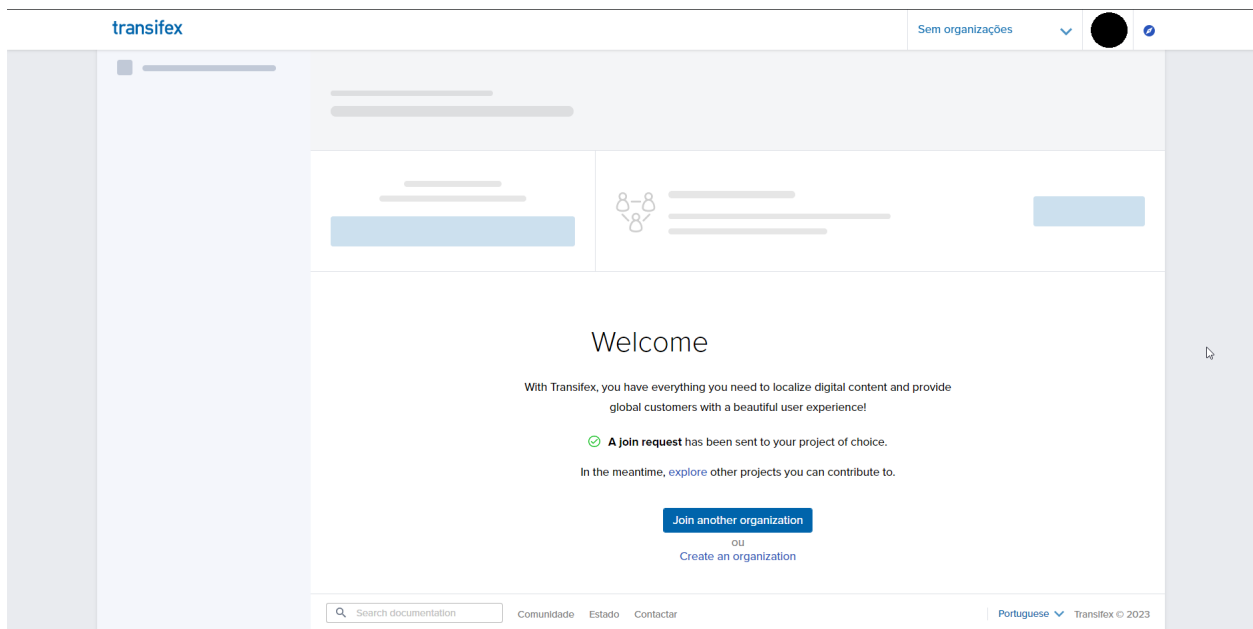 transifex
Sem organizações
Welcome
With Transifex, you have everything you need to localize digital content and provide
global customers with a beautiful user experience!
A join request has been sent to your project of choice.
In the meantime, explore other projects you can contribute to.
Join another organization
ou
Create an organization
Search documentation
Comunidade Estado Contactar
Portuguese Transifex © 2023